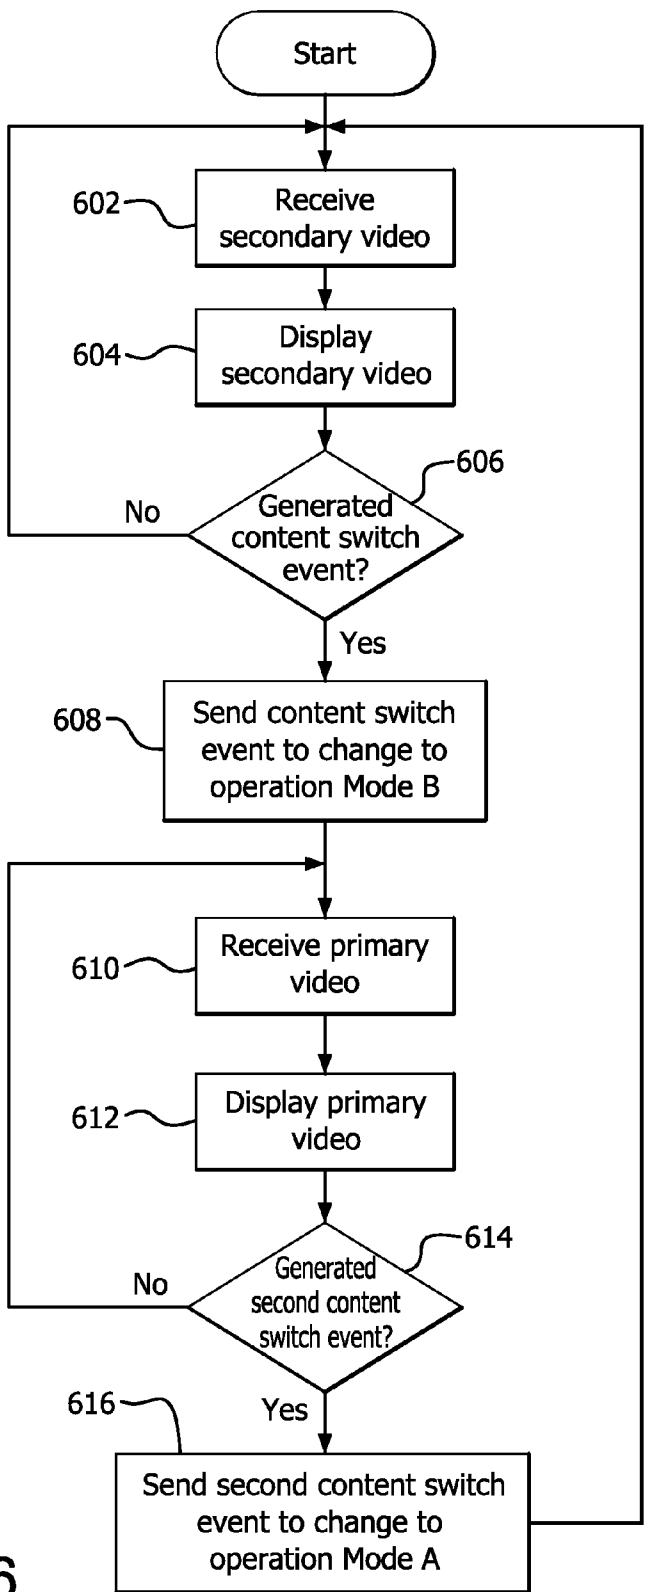 Start
602
Receive
secondary video
604
Display
secondary video
606
Generated
content switch
event?
No
Yes
608
Send content switch
event to change to
operation Mode B
610
Receive primary
video
612
Display primary
video
614
Generated
second content
switch event?
No
Yes
616
Send second content switch
event to change to
operation Mode A
6